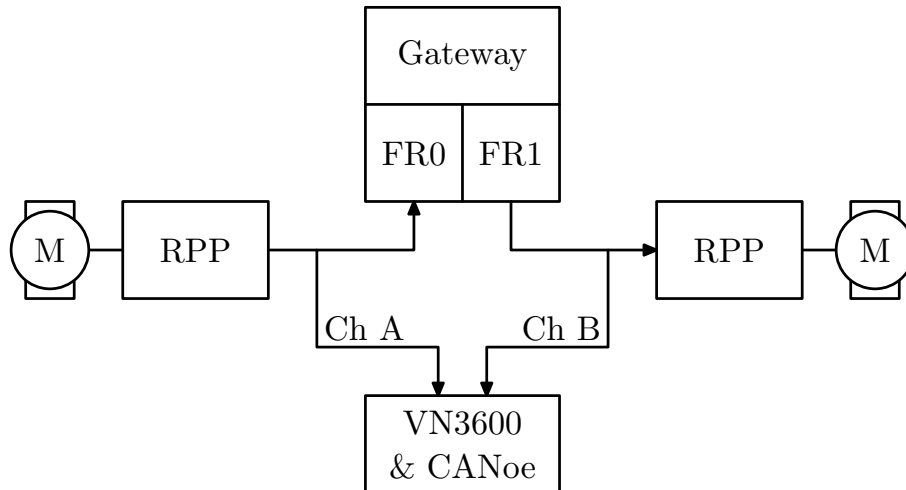 Gateway
FR0 FR1
M RPP RPP M
Ch A Ch B
VN3600
& CANoe